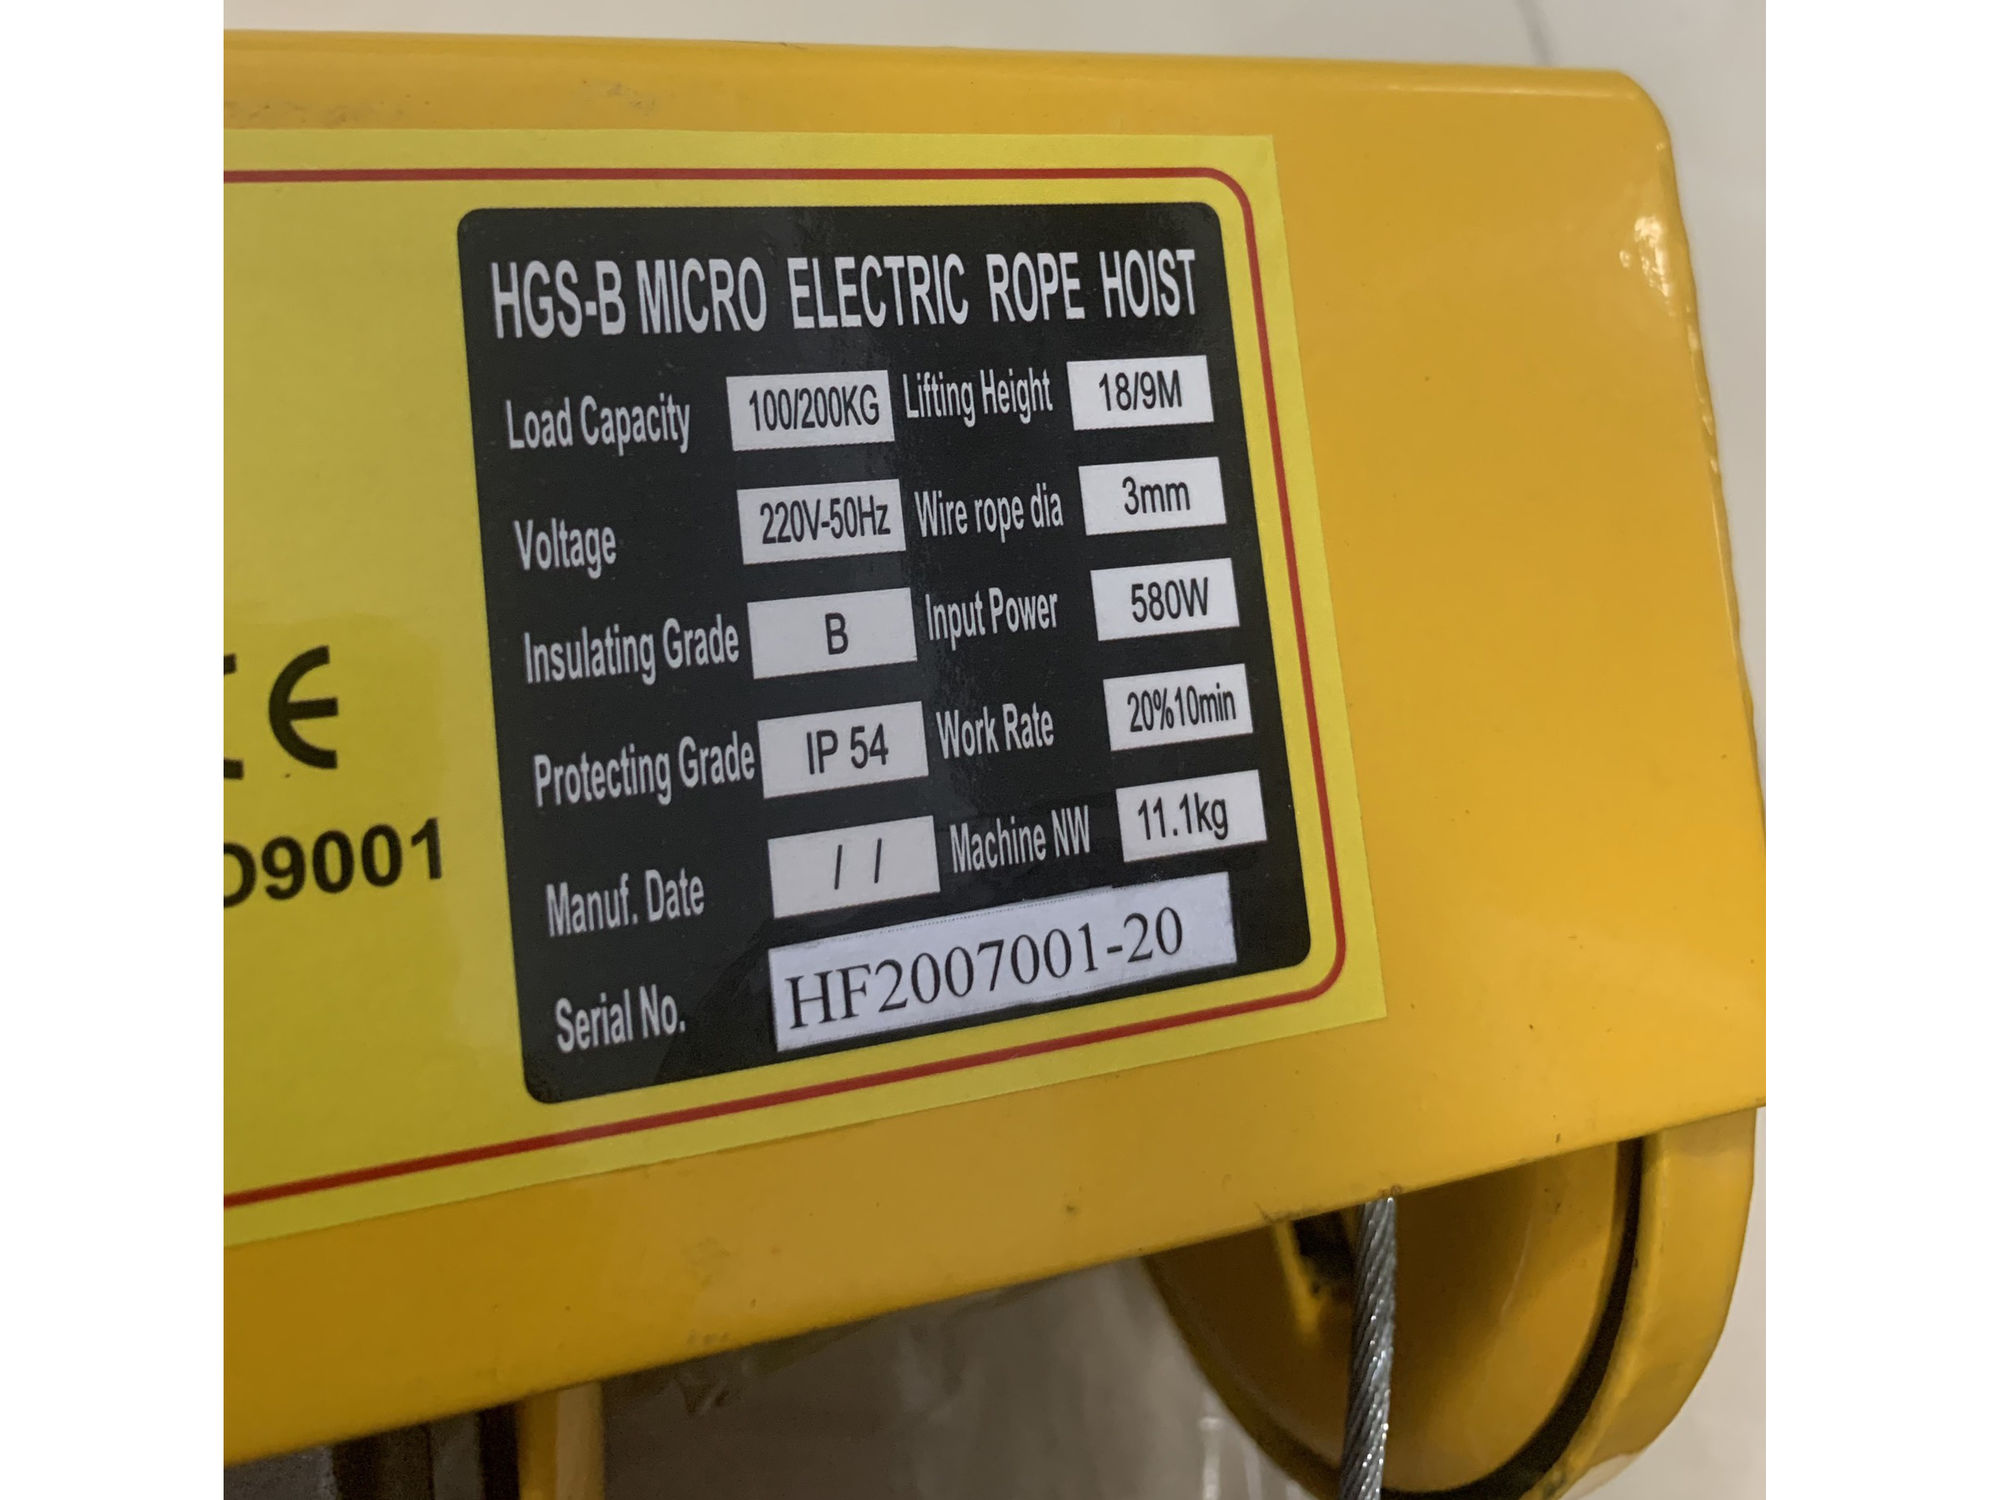 HGS-B MICRO ELECTRIC ROPE HOIST
Load Capacity 100/200KG Lifting Height 18/9M
Voltage 220V-50Hz Wire rope dia 3mm
Insulating Grade B Input Power 580W
Protecting Grade IP 54 Work Rate 20%10min
Manuf. Date / / Machine NW 11.1kg
Serial No. HF2007001-20
CE
O9001